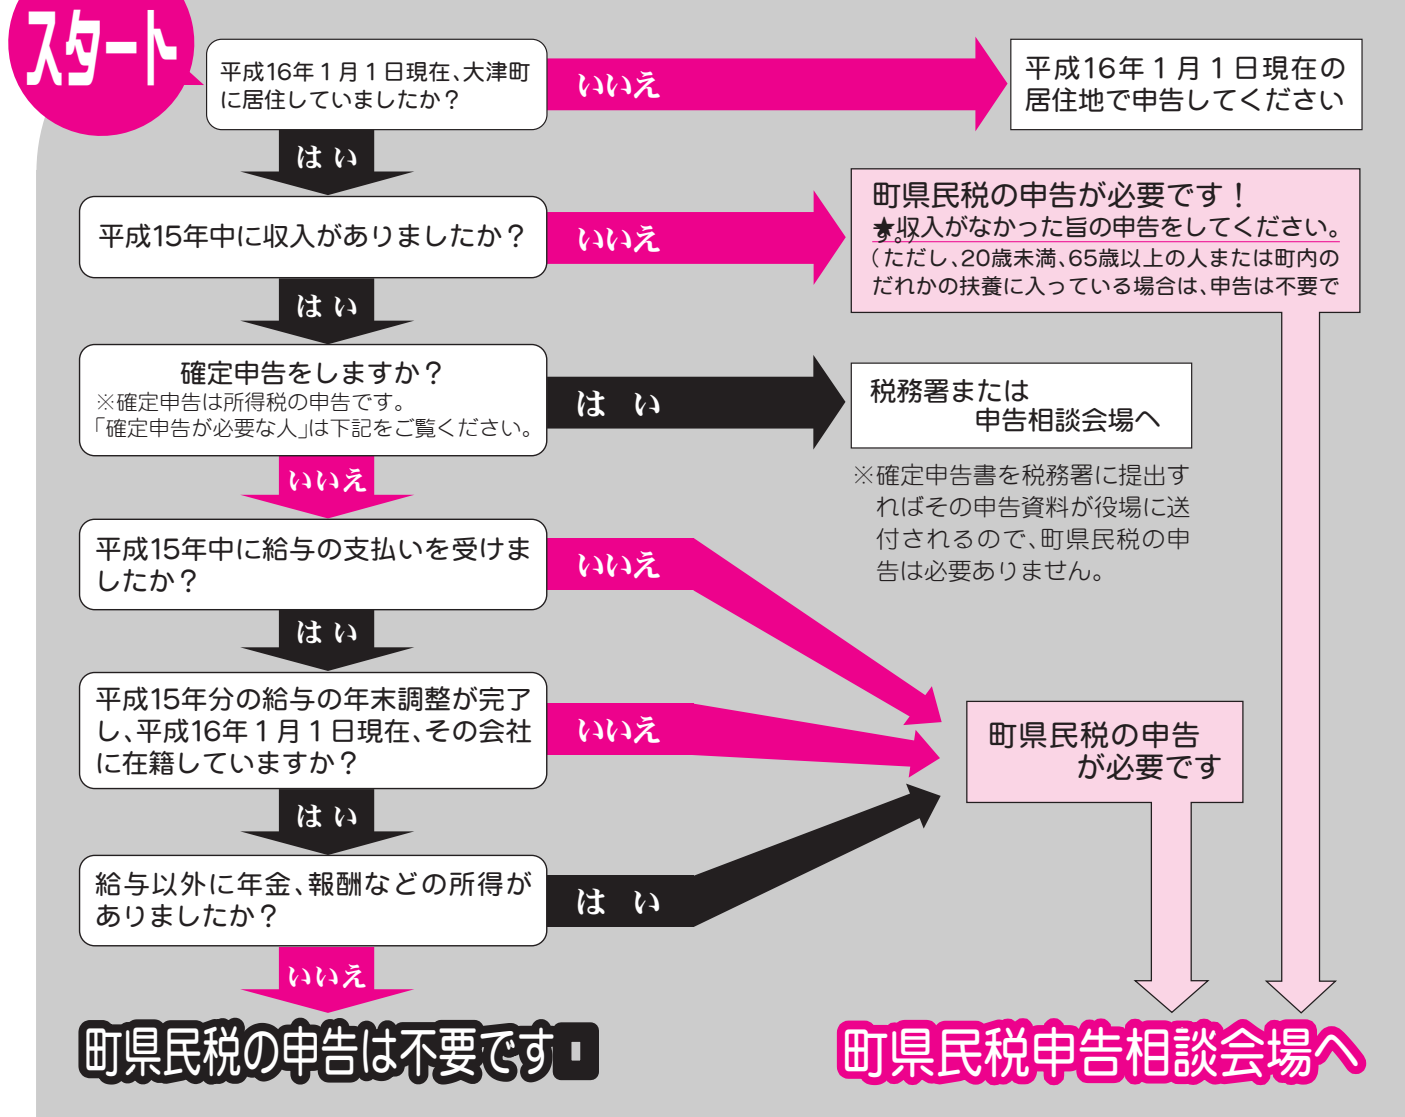 スタート
平成16年１月１日現在、大津町
に居住していましたか？
いいえ
平成16年１月１日現在の
居住地で申告してください
はい
平成15年中に収入がありましたか？
いいえ
町県民税の申告が必要です！
★収入がなかった旨の申告をしてください。
（ただし、20歳未満、65歳以上の人または町内の
だれかの扶養に入っている場合は、申告は不要で
す。）
はい
確定申告をしますか？
※確定申告は所得税の申告です。
「確定申告が必要な人」は下記をご覧ください。
はい
税務署または
申告相談会場へ
※確定申告書を税務署に提出す
ればその申告資料が役場に送
付されるので、町県民税の申
告は必要ありません。
いいえ
平成15年中に給与の支払いを受けま
したか？
いいえ
はい
平成15年分の給与の年末調整が完了
し、平成16年１月１日現在、その会社
に在籍していますか？
いいえ
町県民税の申告
が必要です
はい
給与以外に年金、報酬などの所得が
ありましたか？
はい
いいえ
町県民税の申告は不要です
町県民税申告相談会場へ